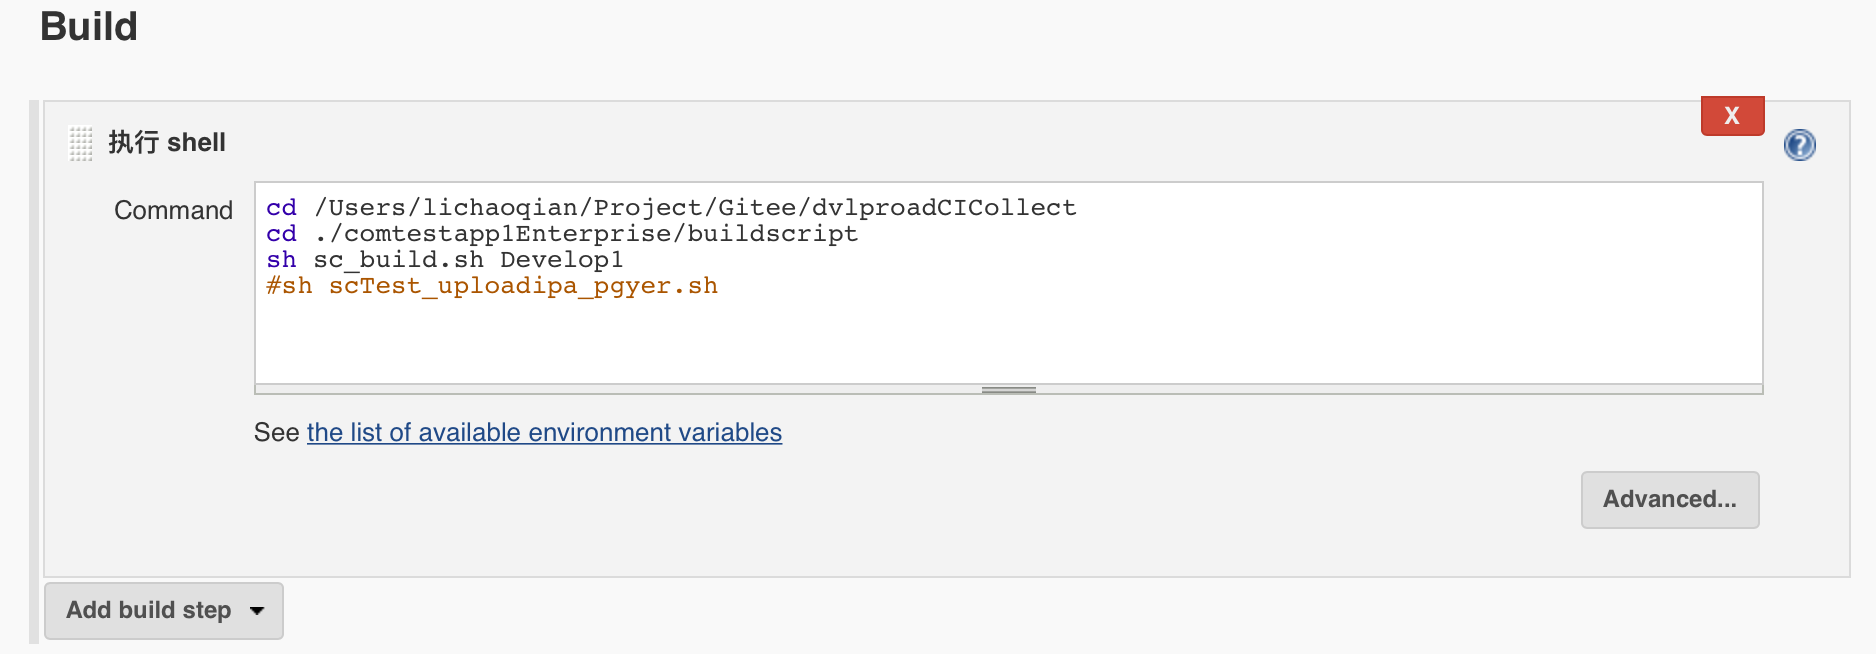 Build
X
执行 shell
?
Command
cd /Users/lichaoqian/Project/Gitee/dvlproadCICollect
cd ./comtestapp1Enterprise/buildscript
sh sc_build.sh Develop1
#sh scTest_uploadipa_pgyer.sh
See the list of available environment variables
Advanced...
Add build step